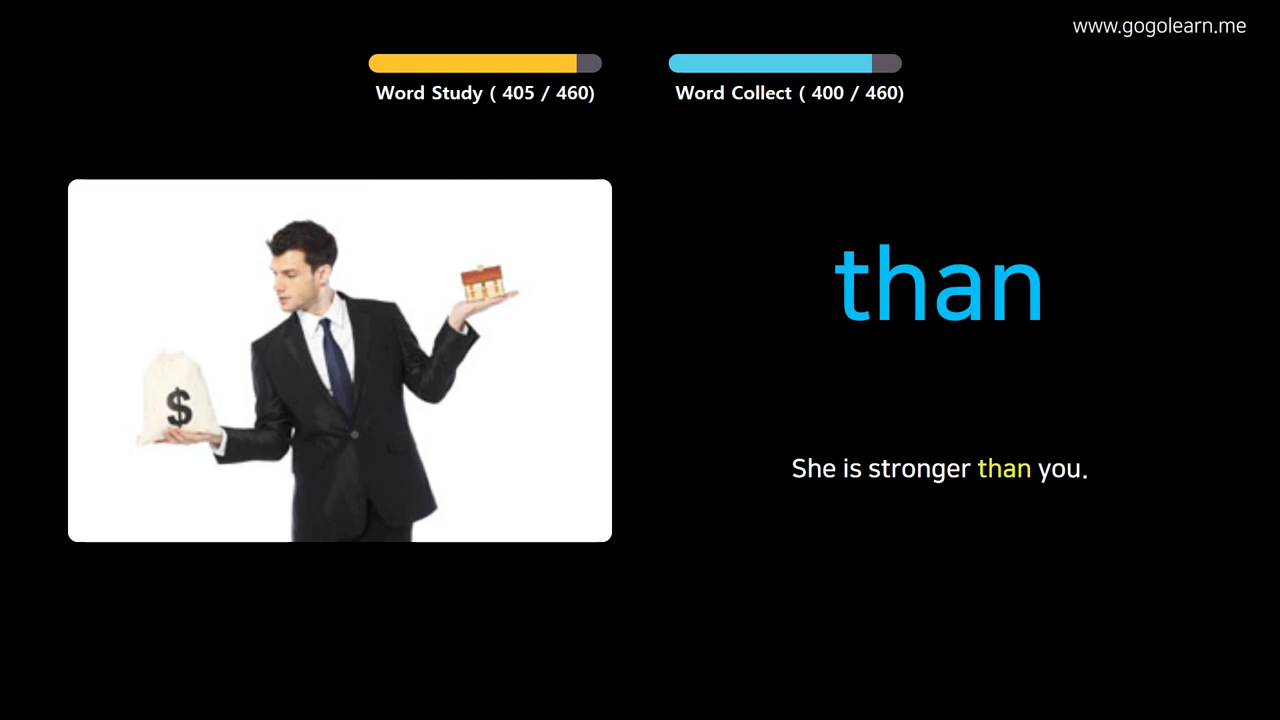 www.gogolearn.me
Word Study ( 405 / 460)
Word Collect ( 400 / 460)
than
$
She is stronger than you.